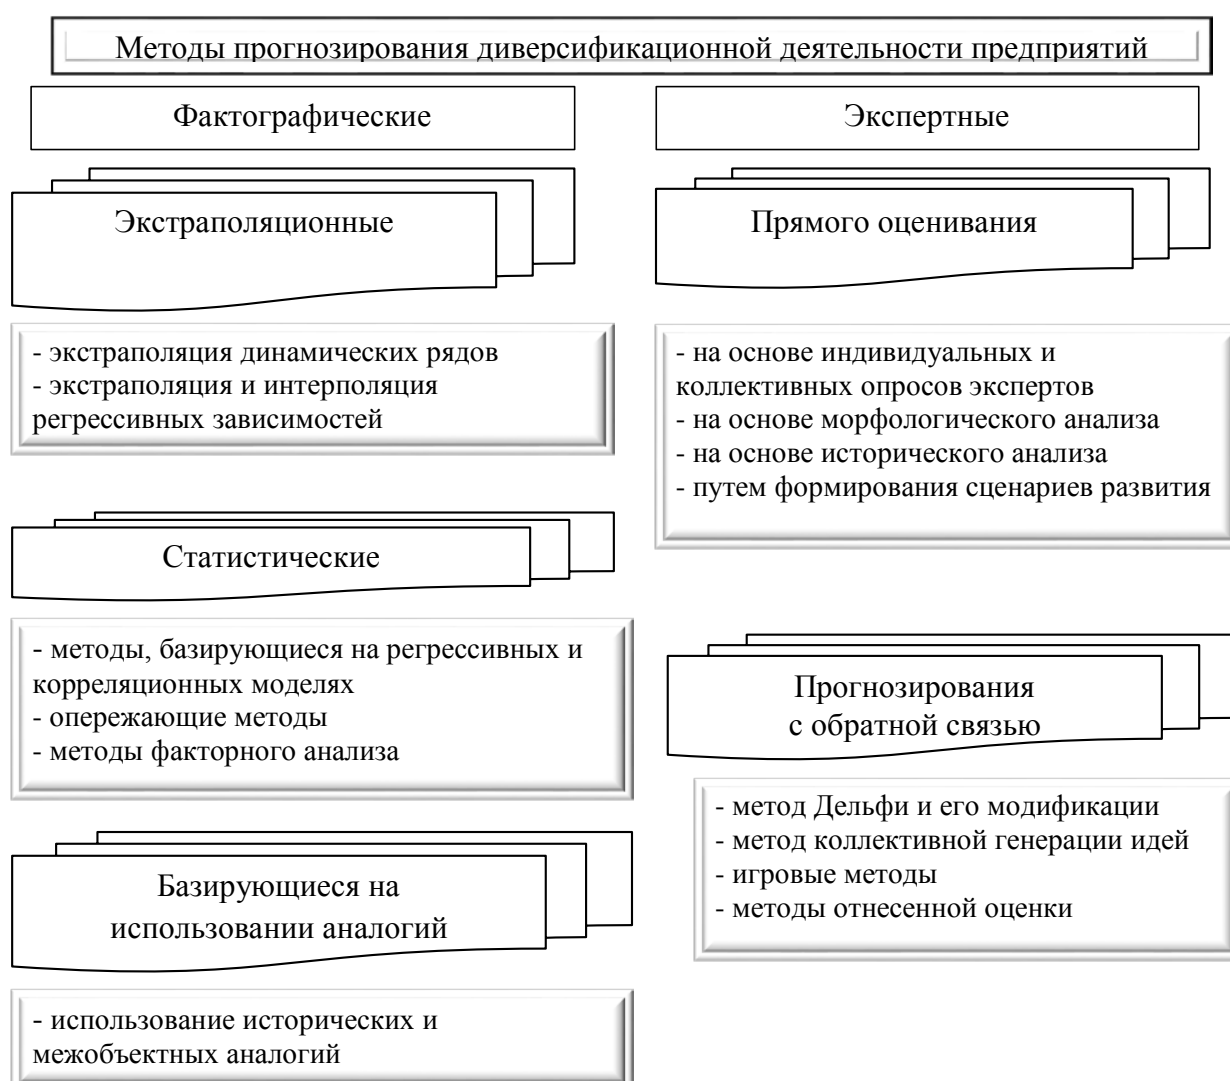 Методы прогнозирования диверсификационной деятельности предприятий
Фактографические
Экстраполяционные
- экстраполяция динамических рядов
- экстраполяция и интерполяция
регрессивных зависимостей
Статистические
- методы, базирующиеся на регрессивных и
корреляционных моделях
- опережающие методы
- методы факторного анализа
Базирующиеся на
использовании аналогий
- использование исторических и
межобъектных аналогий
Экспертные
Прямого оценивания
- на основе индивидуальных и
коллективных опросов экспертов
- на основе морфологического анализа
- на основе исторического анализа
- путем формирования сценариев развития
Прогнозирования
с обратной связью
- метод Дельфи и его модификации
- метод коллективной генерации идей
- игровые методы
- методы отнесенной оценки